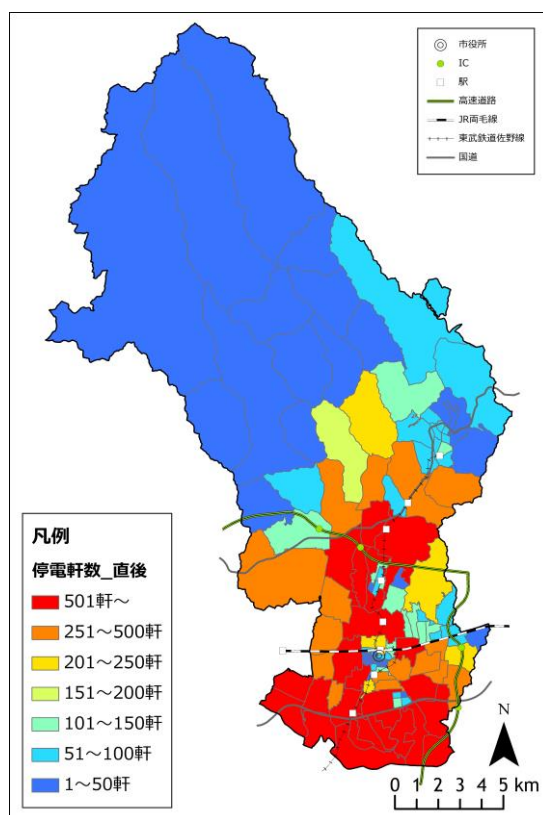 市役所
IC
駅
高速道路
JR両毛線
東武鉄道佐野線
国道
凡例
停電軒数_直後
501軒～
251～500軒
201～250軒
151～200軒
101～150軒
51～100軒
1～50軒
N
0 1 2 3 4 5 km